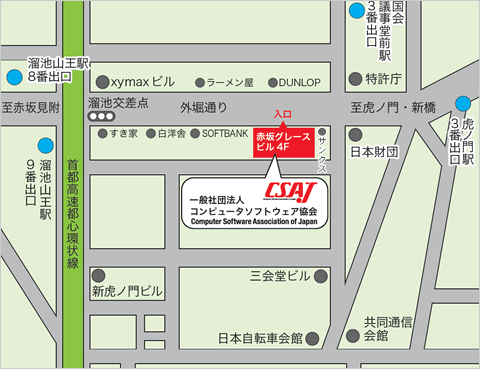 溜池山王駅
8番出口
国会
議事堂前駅
3番出口
xymax ビル
ラーメン屋
DUNLOP
特許庁
至赤坂見附
溜池交差点
外堀通り
入口
至虎ノ門・新橋
虎ノ門駅
3番出口
すき家
白洋舎
SOFTBANK
赤坂グレース
ビル 4F
サンクス
日本財団
溜池山王駅
9番出口
首都高速都心環状線
CSAJ
一般社団法人
コンピュータソフトウェア協会
Computer Software Association of Japan
新虎ノ門ビル
三会堂ビル
日本自転車会館
共同通信
会館